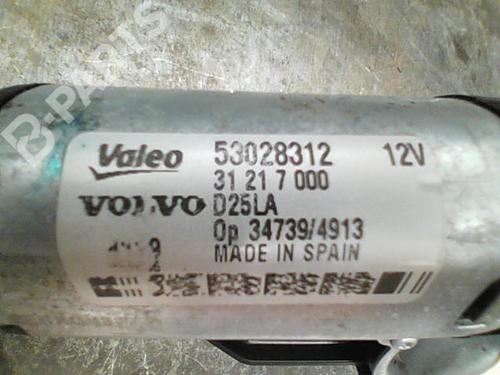 B-PARTS
Valeo 53028312 12V
31 21 7 000
VOLVO D25LA
Op 34739/4913
MADE IN SPAIN
R